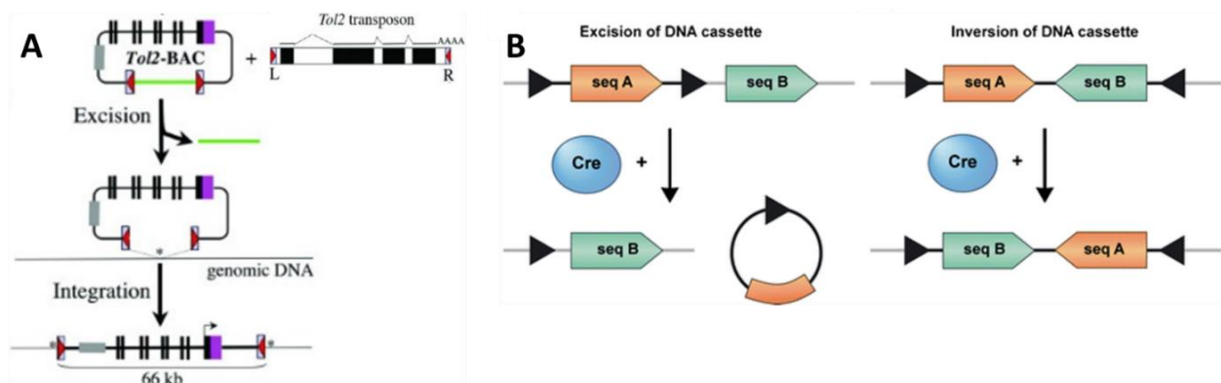 A
Tol2-BAC
+
Tol2 transposon
AAAA
L R
Excision
*
genomic DNA
Integration
* *
66 kb
B
Excision of DNA cassette
seq A seq B
Cre +
seq B
Inversion of DNA cassette
seq A seq B
Cre +
seq B seq A